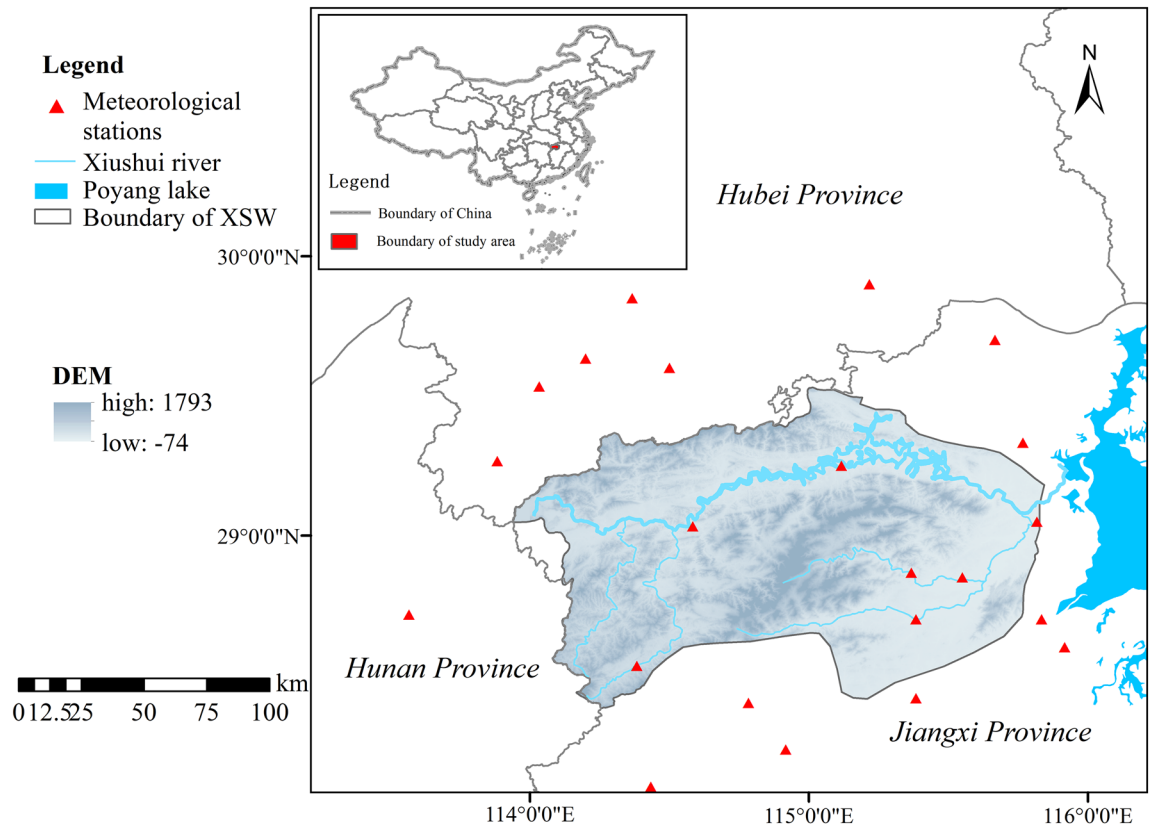 Legend
Meteorological
stations
Xiushui river
Poyang lake
Boundary of XSW
DEM
high: 1793
low: -74
km
0 12.5 25 50 75 100
Legend
Boundary of China
Boundary of study area
N
Hubei Province
Hunan Province
Jiangxi Province
30°0'0"N
29°0'0"N
114°0'0"E
115°0'0"E
116°0'0"E